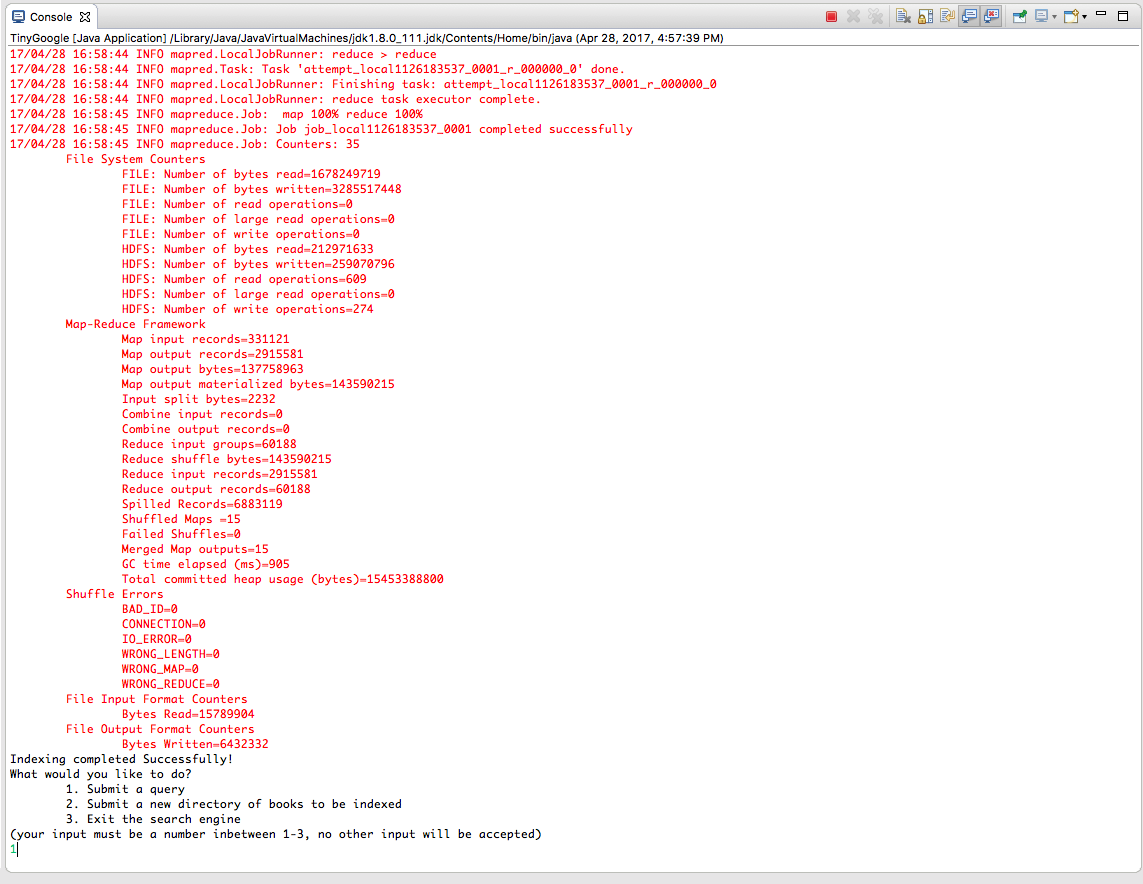 Console
TinyGoogle [Java Application] /Library/Java/JavaVirtualMachines/jdk1.8.0_111.jdk/Contents/Home/bin/java (Apr 28, 2017, 4:57:39 PM)
17/04/28 16:58:44 INFO mapred.LocalJobRunner: reduce > reduce
17/04/28 16:58:44 INFO mapred.Task: Task 'attempt_local1126183537_0001_r_000000_0' done.
17/04/28 16:58:44 INFO mapred.LocalJobRunner: Finishing task: attempt_local1126183537_0001_r_000000_0
17/04/28 16:58:44 INFO mapred.LocalJobRunner: reduce task executor complete.
17/04/28 16:58:45 INFO mapreduce.Job:  map 100% reduce 100%
17/04/28 16:58:45 INFO mapreduce.Job: Job job_local1126183537_0001 completed successfully
17/04/28 16:58:45 INFO mapreduce.Job: Counters: 35
File System Counters
FILE: Number of bytes read=1678249719
FILE: Number of bytes written=3285517448
FILE: Number of read operations=0
FILE: Number of large read operations=0
FILE: Number of write operations=0
HDFS: Number of bytes read=212971633
HDFS: Number of bytes written=259070796
HDFS: Number of read operations=609
HDFS: Number of large read operations=0
HDFS: Number of write operations=274
Map-Reduce Framework
Map input records=331121
Map output records=2915581
Map output bytes=137758963
Map output materialized bytes=143590215
Input split bytes=2232
Combine input records=0
Combine output records=0
Reduce input groups=60188
Reduce shuffle bytes=143590215
Reduce input records=2915581
Reduce output records=60188
Spilled Records=6883119
Shuffled Maps =15
Failed Shuffles=0
Merged Map outputs=15
GC time elapsed (ms)=905
Total committed heap usage (bytes)=15453388800
Shuffle Errors
BAD_ID=0
CONNECTION=0
IO_ERROR=0
WRONG_LENGTH=0
WRONG_MAP=0
WRONG_REDUCE=0
File Input Format Counters
Bytes Read=15789904
File Output Format Counters
Bytes Written=6432332
Indexing completed Successfully!
What would you like to do?
1. Submit a query
2. Submit a new directory of books to be indexed
3. Exit the search engine
(your input must be a number inbetween 1-3, no other input will be accepted)
1